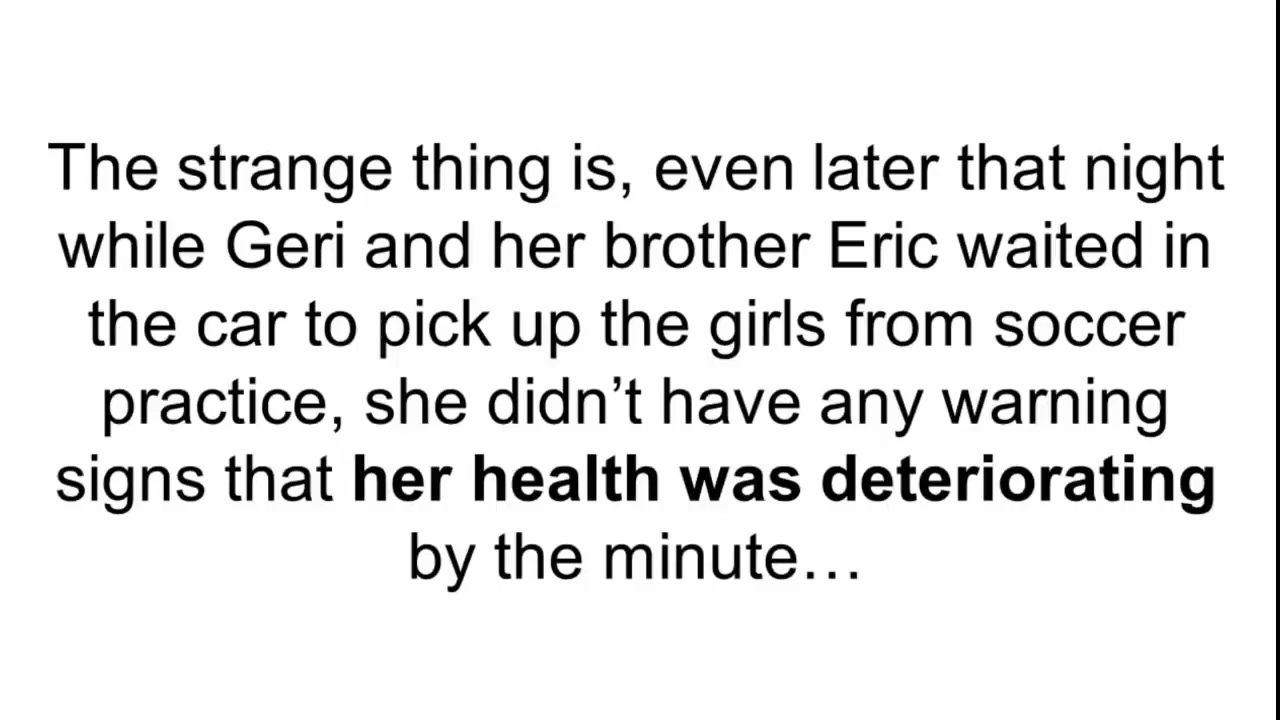 The strange thing is, even later that night
while Geri and her brother Eric waited in
the car to pick up the girls from soccer
practice, she didn’t have any warning
signs that her health was deteriorating
by the minute…